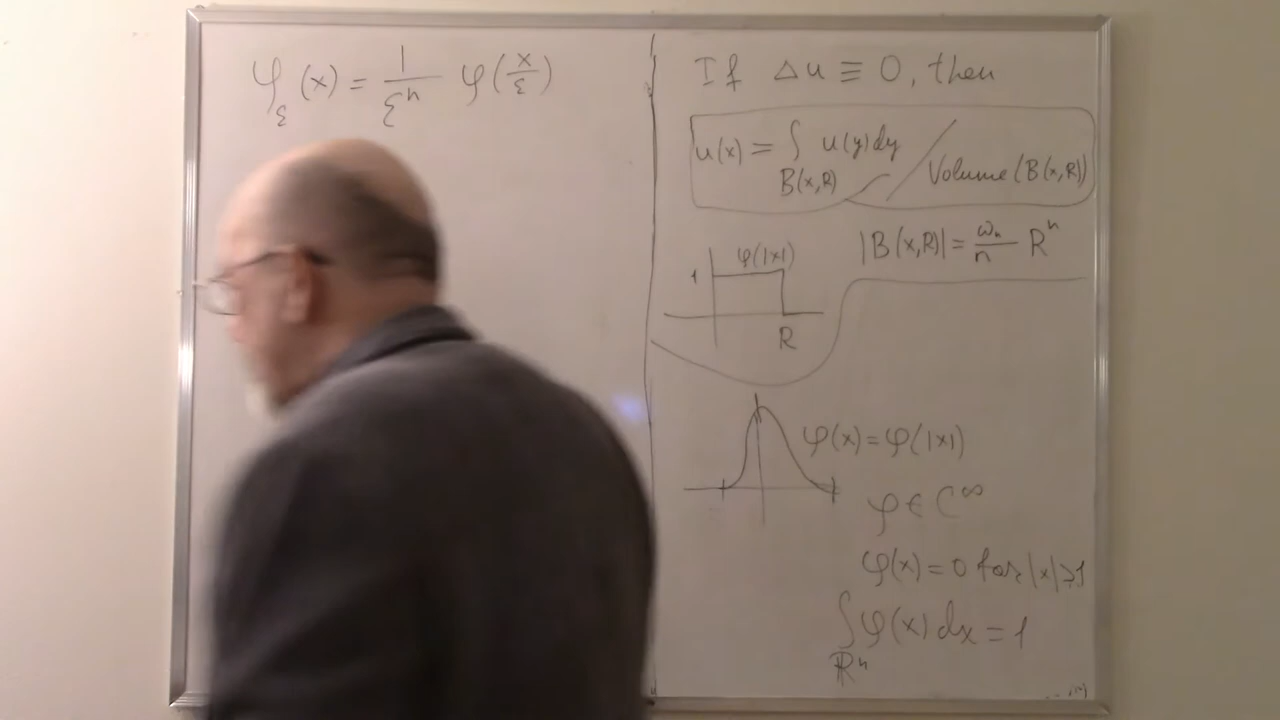 φ_ε (x) = 1/ε^n φ(x/ε)
If Δu ≡ 0, then
u(x) = ∫_{B(x,R)} u(y)dy / Volume(B(x,R))
|B(x,R)| = ω_n/n R^n
φ(|x|)
1
R
φ(x) = φ(|x|)
φ ∈ C^∞
φ(x) = 0 for |x| ≥ 1
∫_{ℝ^n} φ(x) dx = 1